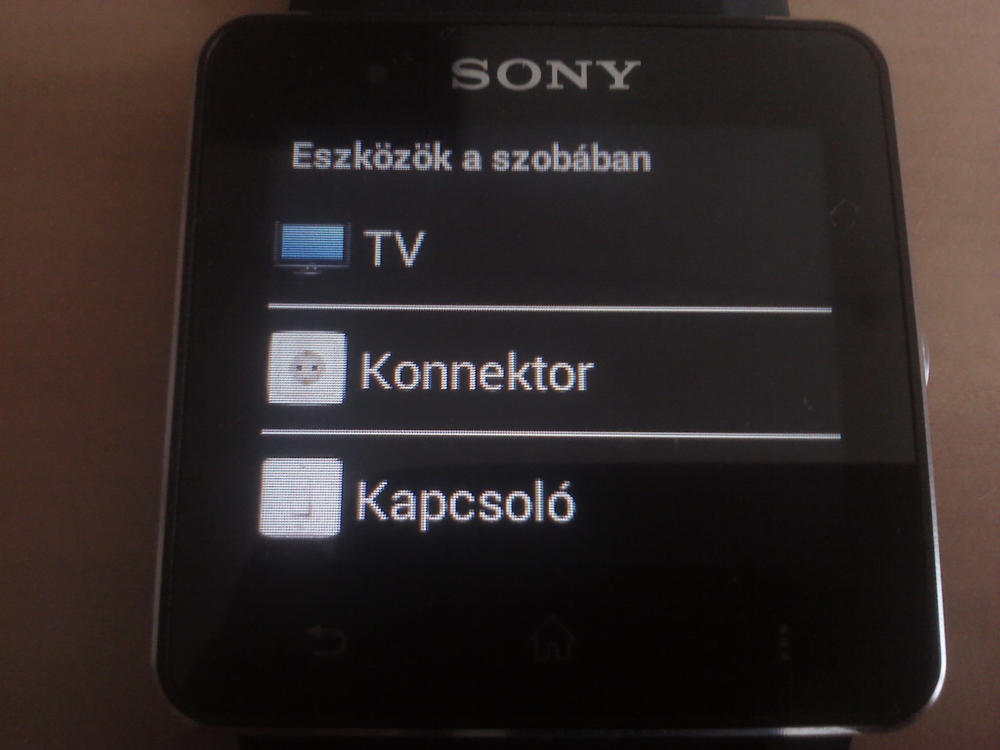 SONY
Eszközök a szobában
TV
Konnektor
Kapcsoló